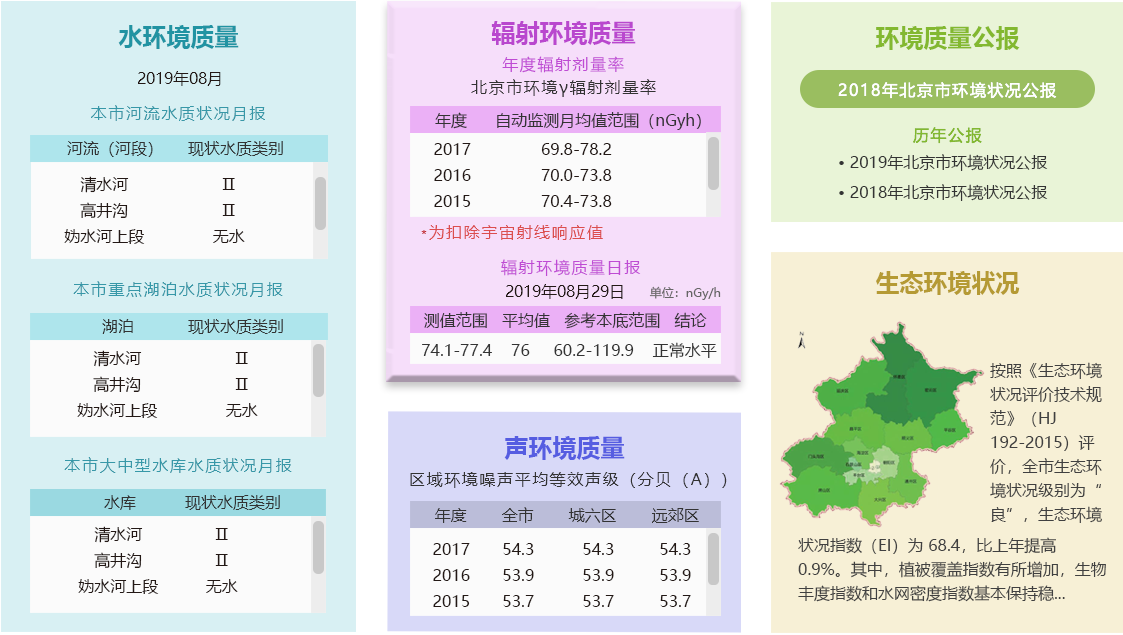 水环境质量
2019年08月
本市河流水质状况月报
河流（河段） 现状水质类别
清水河 Ⅱ
高井沟 Ⅱ
妫水河上段 无水
本市重点湖泊水质状况月报
湖泊 现状水质类别
清水河 Ⅱ
高井沟 Ⅱ
妫水河上段 无水
本市大中型水库水质状况月报
水库 现状水质类别
清水河 Ⅱ
高井沟 Ⅱ
妫水河上段 无水
辐射环境质量
年度辐射剂量率
北京市环境γ辐射剂量率
年度 自动监测月均值范围（nGyh）
2017 69.8-78.2
2016 70.0-73.8
2015 70.4-73.8
*为扣除宇宙射线响应值
辐射环境质量日报
2019年08月29日 单位：nGy/h
测值范围 平均值 参考本底范围 结论
74.1-77.4 76 60.2-119.9 正常水平
声环境质量
区域环境噪声平均等效声级（分贝（A））
年度 全市 城六区 远郊区
2017 54.3 54.3 54.3
2016 53.9 53.9 53.9
2015 53.7 53.7 53.7
环境质量公报
2018年北京市环境状况公报
历年公报
• 2019年北京市环境状况公报
• 2018年北京市环境状况公报
生态环境状况
N
按照《生态环境
状况评价技术规
范》（HJ
192-2015）评
价，全市生态环
境状况级别为“
良”，生态环境
状况指数（EI）为 68.4，比上年提高
0.9%。其中，植被覆盖指数有所增加，生物
丰度指数和水网密度指数基本保持稳...